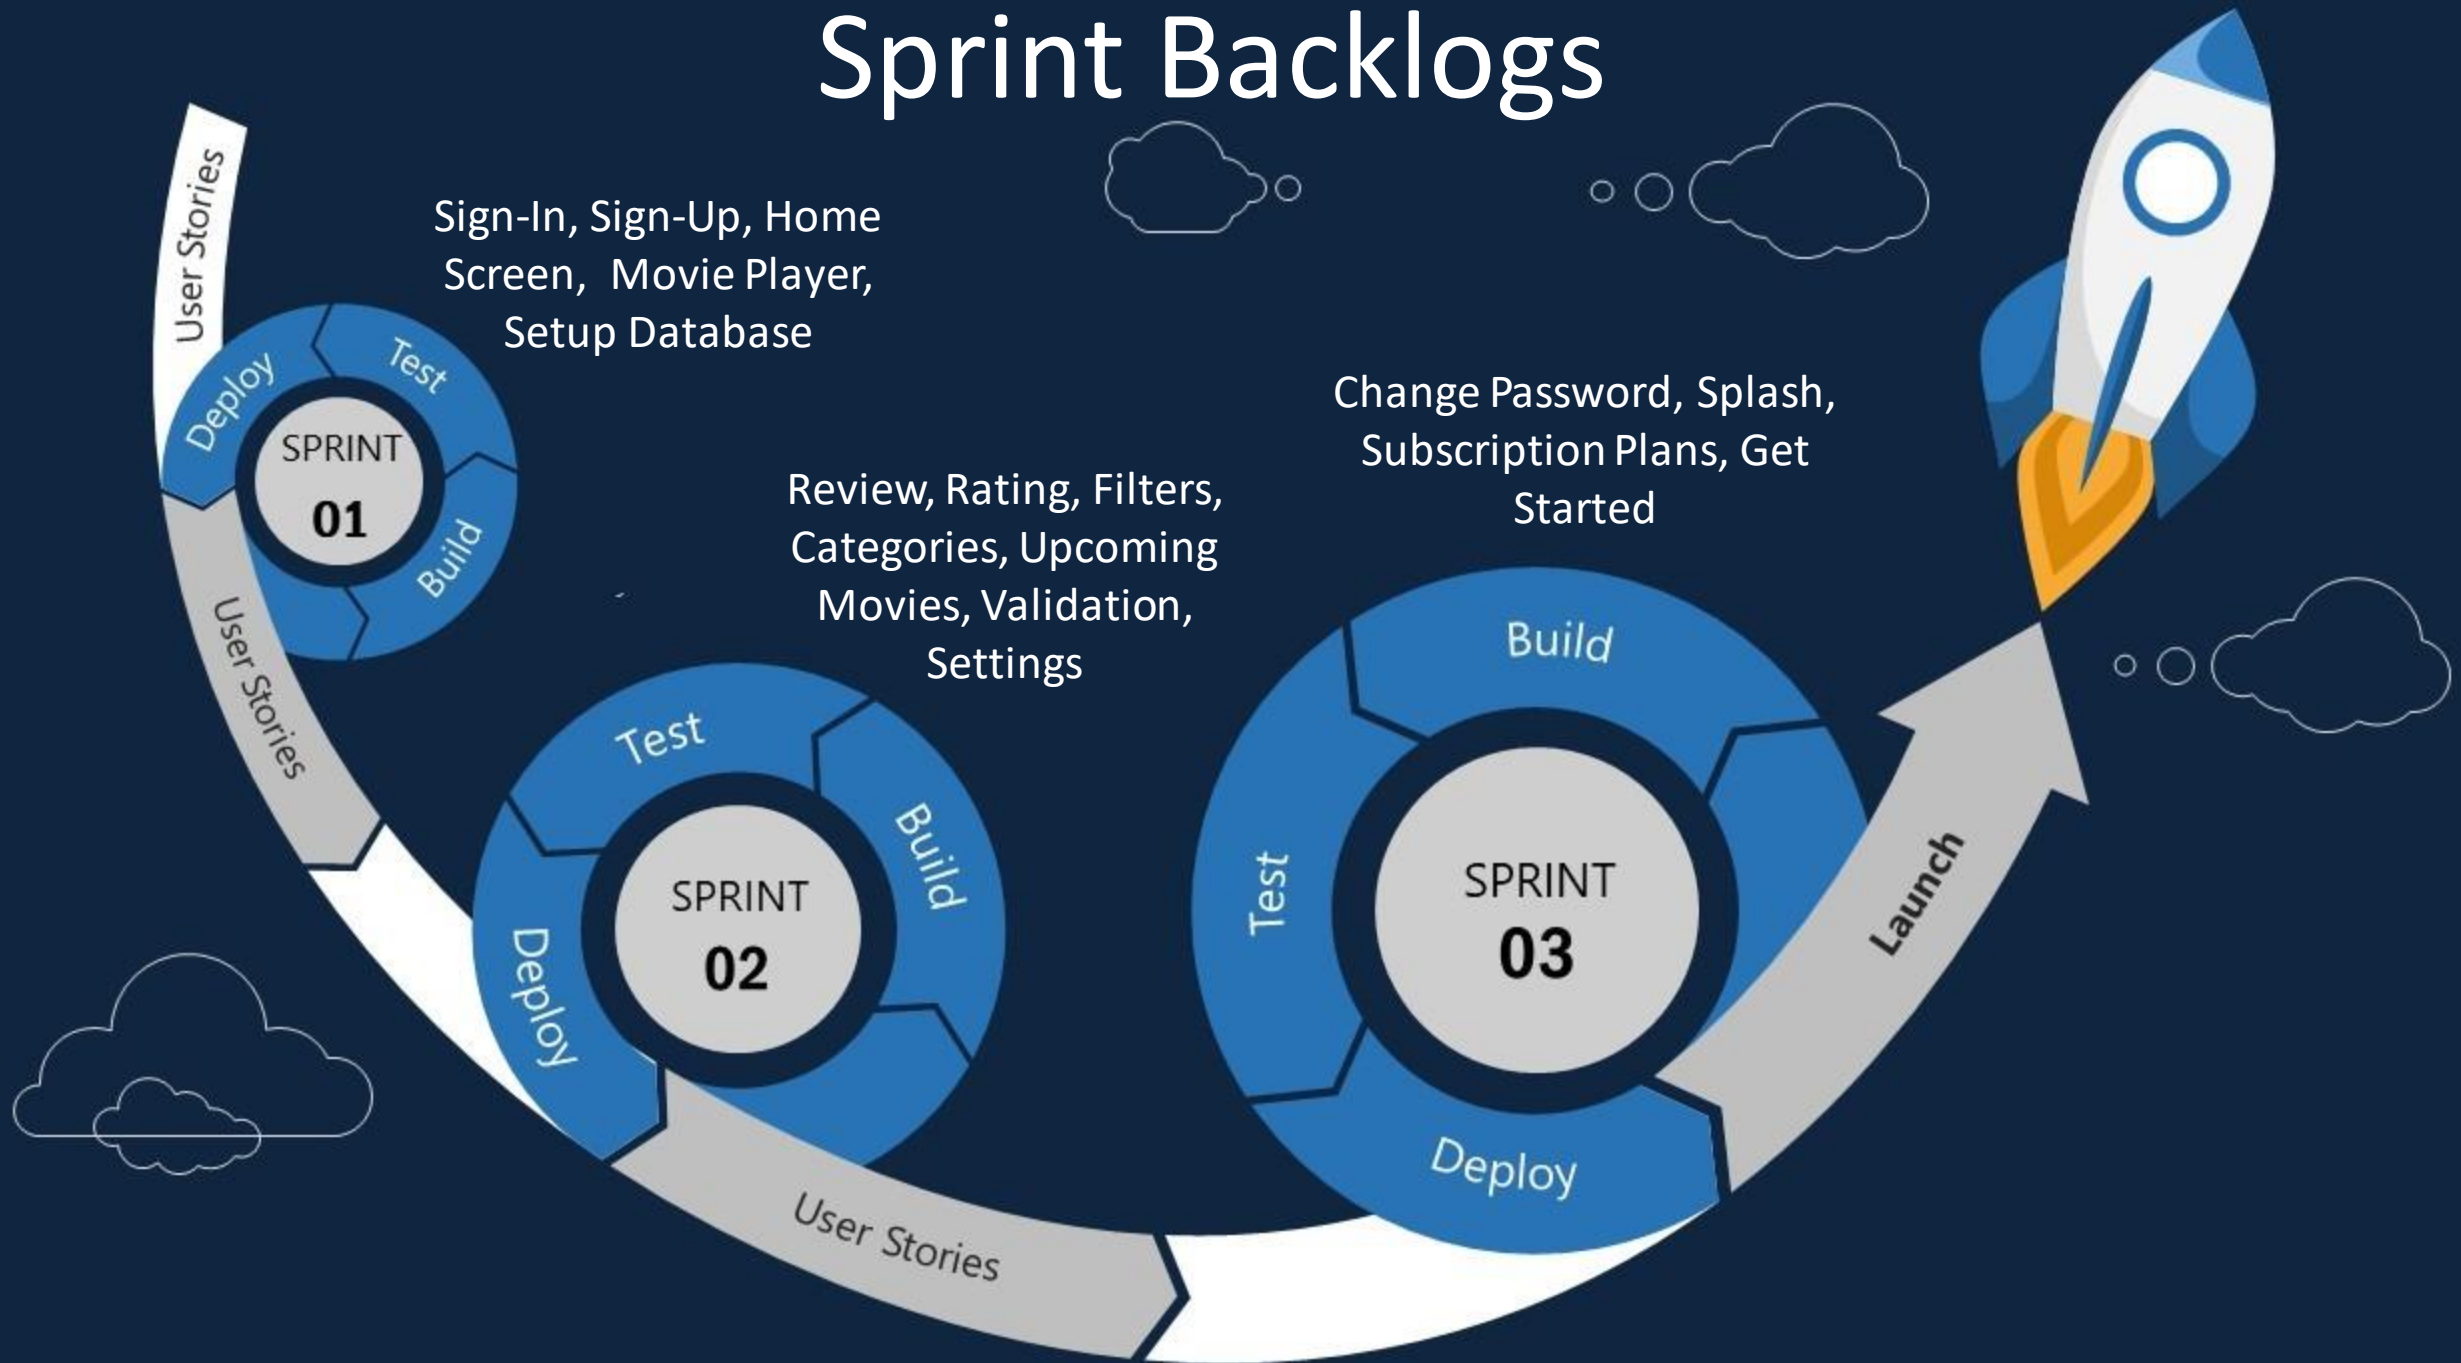 Sprint Backlogs
User Stories
Sign-In, Sign-Up, Home
Screen, Movie Player,
Setup Database
Deploy
Test
Build
SPRINT
01
User Stories
Review, Rating, Filters,
Categories, Upcoming
Movies, Validation,
Settings
Test
Build
Deploy
SPRINT
02
User Stories
Change Password, Splash,
Subscription Plans, Get
Started
Build
Test
Deploy
SPRINT
03
Launch